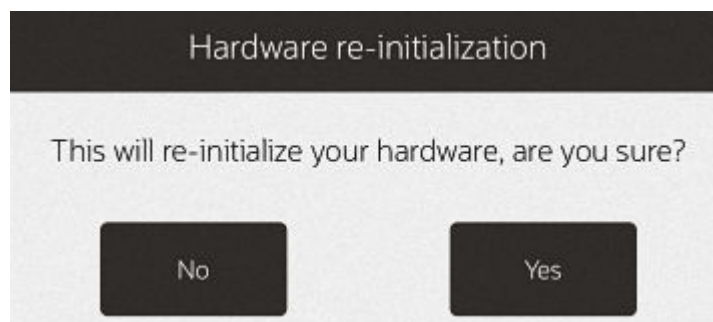 Hardware re-initialization
This will re-initialize your hardware, are you sure?
No
Yes